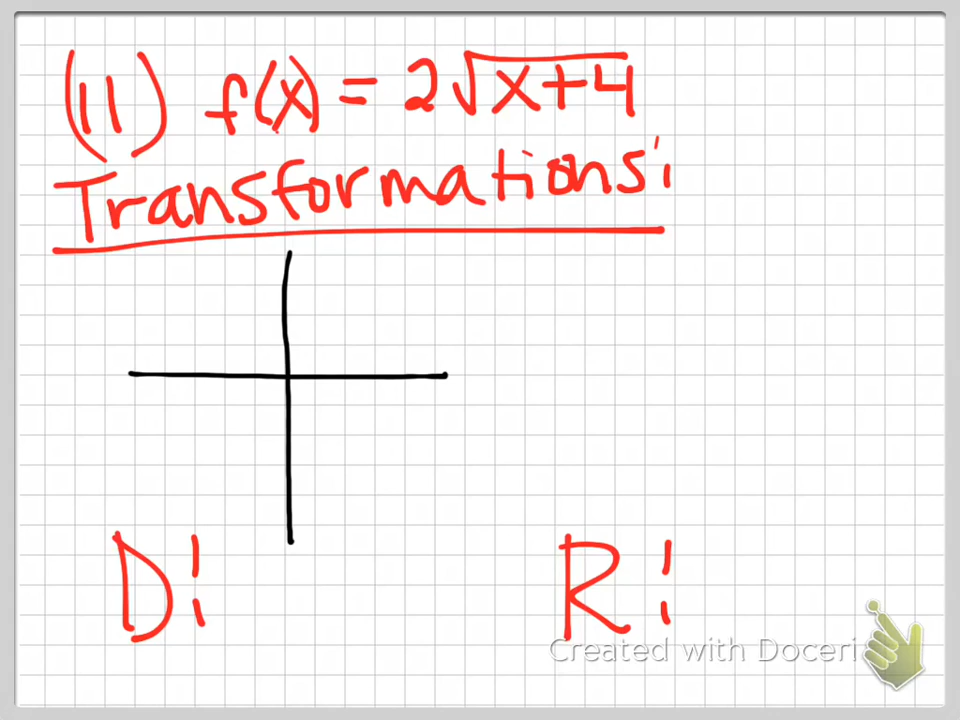 (11) f(x) = 2√x+4
Transformations:
D: R:
Created with Doceri